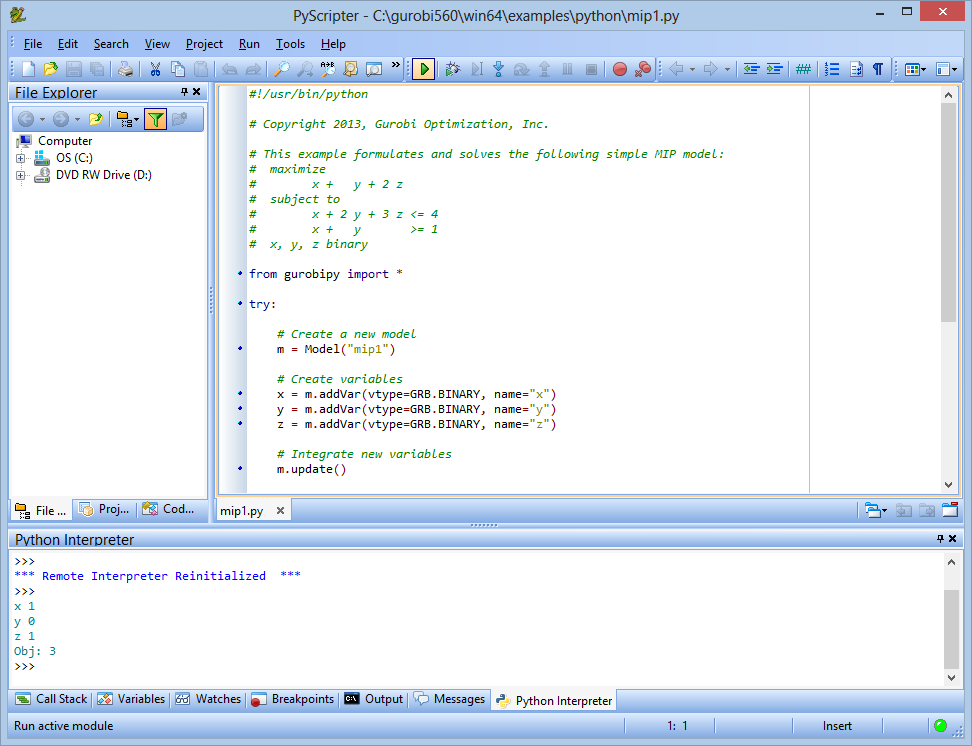 PyScripter - C:\gurobi560\win64\examples\python\mip1.py
File Edit Search View Project Run Tools Help
File Explorer
Computer
OS (C:)
DVD RW Drive (D:)
File ... Proj... Cod...
#!/usr/bin/python
# Copyright 2013, Gurobi Optimization, Inc.
# This example formulates and solves the following simple MIP model:
#  maximize
#        x +   y + 2 z
#  subject to
#        x + 2 y + 3 z <= 4
#        x +   y       >= 1
#  x, y, z binary
from gurobipy import *
try:
    # Create a new model
    m = Model("mip1")
    # Create variables
    x = m.addVar(vtype=GRB.BINARY, name="x")
    y = m.addVar(vtype=GRB.BINARY, name="y")
    z = m.addVar(vtype=GRB.BINARY, name="z")
    # Integrate new variables
    m.update()
mip1.py
Python Interpreter
>>>
*** Remote Interpreter Reinitialized  ***
>>>
x 1
y 0
z 1
Obj: 3
>>>
Call Stack Variables Watches Breakpoints Output Messages Python Interpreter
Run active module 1: 1 Insert